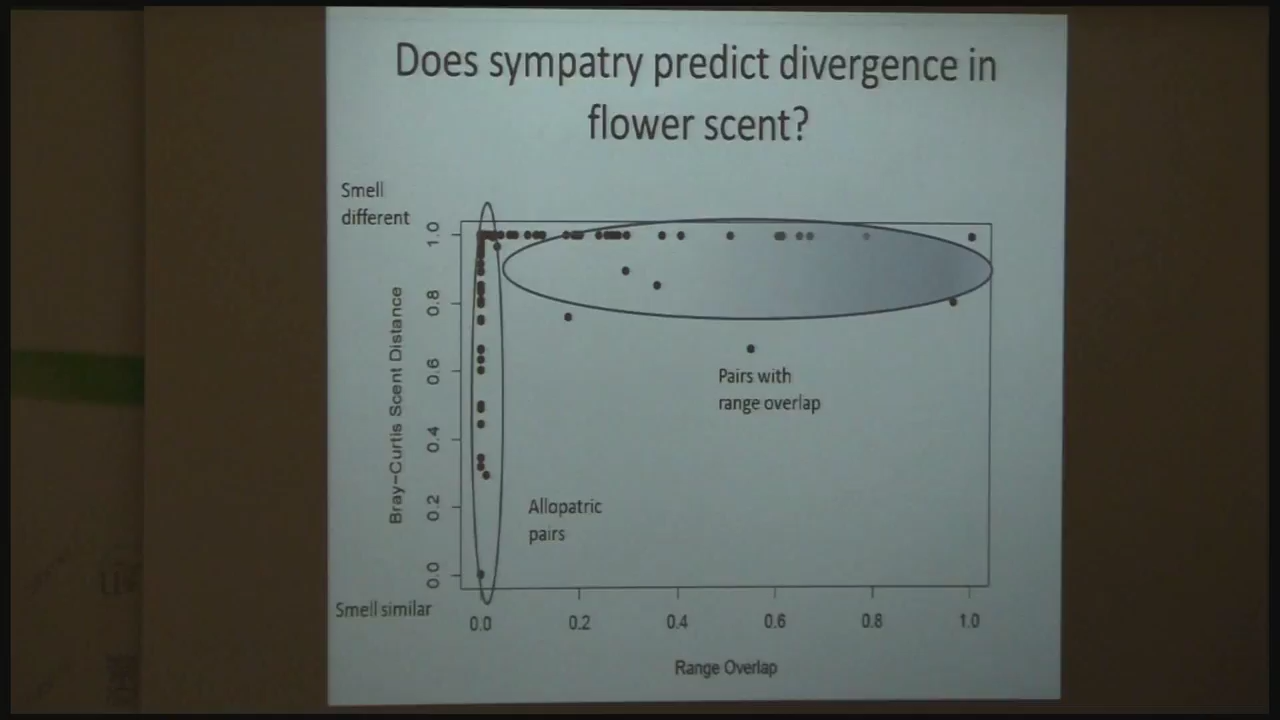 Does sympatry predict divergence in
flower scent?
Smell
different
Bray-Curtis Scent Distance
1.0
0.8
0.6
0.4
0.2
0.0
Pairs with
range overlap
Allopatric
pairs
Smell similar
0.0 0.2 0.4 0.6 0.8 1.0
Range Overlap